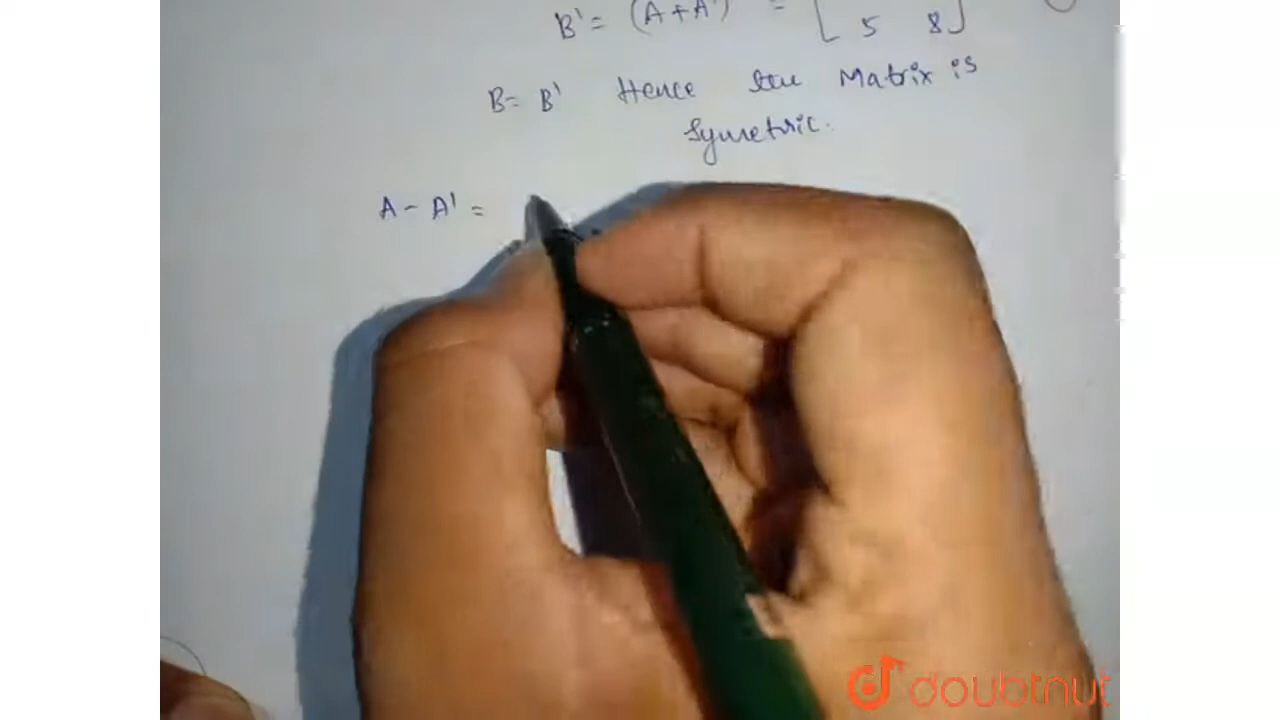 B' = (A + A') = [
5 8 ]
B = B' Hence the Matrix is
Symetric.
A - A' =
doubtnut